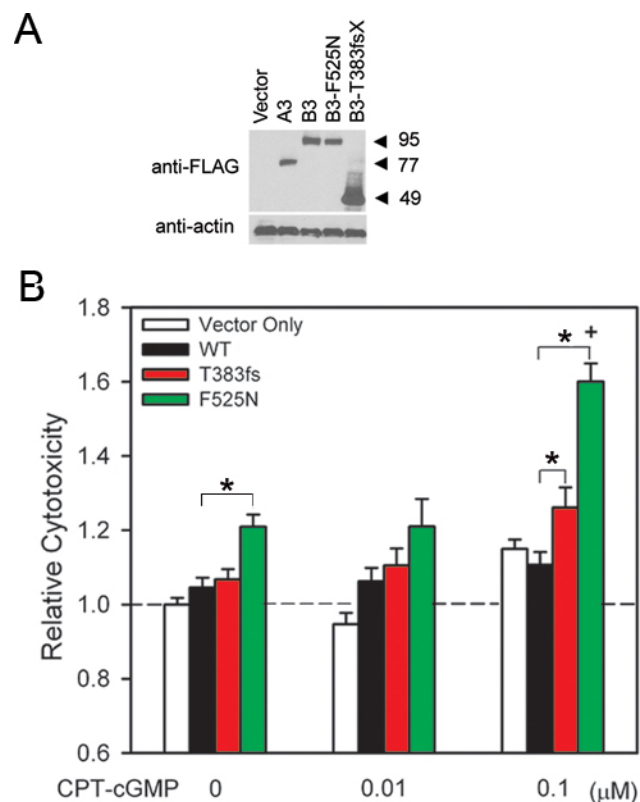 A
Vector
A3
B3
B3-F525N
B3-T383fsX
anti-FLAG
95
77
49
anti-actin
B
Relative Cytotoxicity
1.8
1.6
1.4
1.2
1.0
0.8
0.6
Vector Only
WT
T383fs
F525N
*
*
*
+
CPT-cGMP 0 0.01 0.1 (μM)